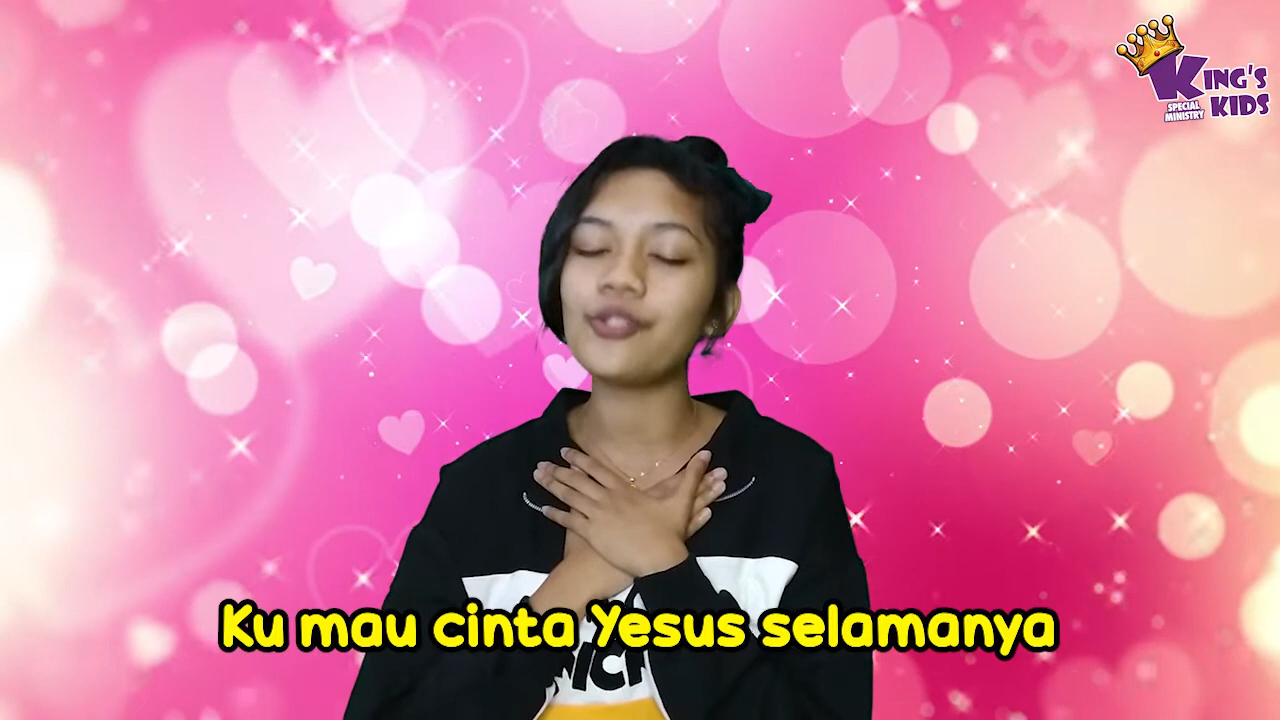 KING'S
KIDS
SPECIAL
MINISTRY
Ku mau cinta Yesus selamanya